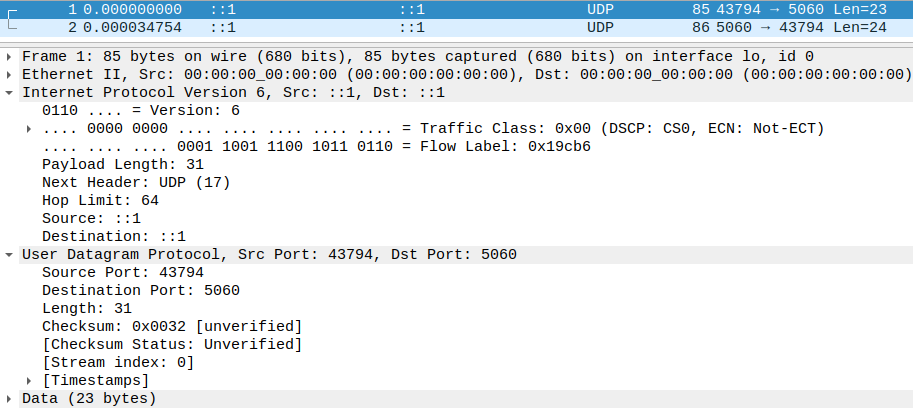 1 0.000000000 ::1 ::1 UDP 85 43794 → 5060 Len=23
2 0.000034754 ::1 ::1 UDP 86 5060 → 43794 Len=24
Frame 1: 85 bytes on wire (680 bits), 85 bytes captured (680 bits) on interface lo, id 0
Ethernet II, Src: 00:00:00_00:00:00 (00:00:00:00:00:00), Dst: 00:00:00_00:00:00 (00:00:00:00:00:00)
Internet Protocol Version 6, Src: ::1, Dst: ::1
0110 .... = Version: 6
.... 0000 0000 .... .... .... .... .... = Traffic Class: 0x00 (DSCP: CS0, ECN: Not-ECT)
.... .... .... 0001 1001 1100 1011 0110 = Flow Label: 0x19cb6
Payload Length: 31
Next Header: UDP (17)
Hop Limit: 64
Source: ::1
Destination: ::1
User Datagram Protocol, Src Port: 43794, Dst Port: 5060
Source Port: 43794
Destination Port: 5060
Length: 31
Checksum: 0x0032 [unverified]
[Checksum Status: Unverified]
[Stream index: 0]
[Timestamps]
Data (23 bytes)